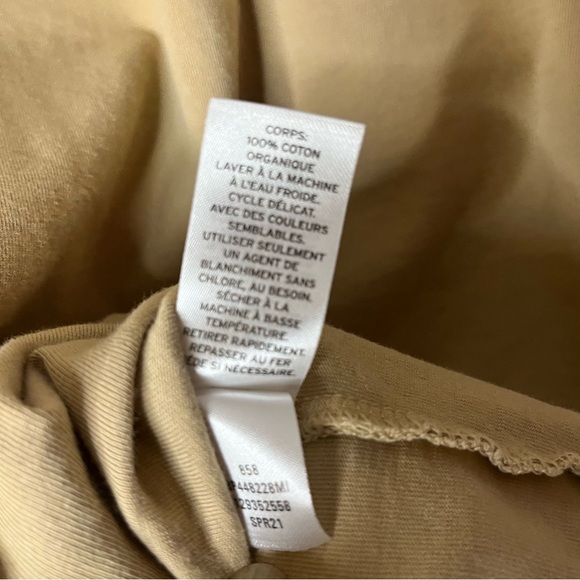 CORPS:
100% COTON
ORGANIQUE
LAVER À LA MACHINE
À L'EAU FROIDE.
CYCLE DÉLICAT.
AVEC DES COULEURS
SEMBLABLES.
UTILISER SEULEMENT
UN AGENT DE
BLANCHIMENT SANS
CHLORE, AU BESOIN.
SÉCHER À LA
MACHINE À BASSE
TEMPÉRATURE.
RETIRER RAPIDEMENT.
REPASSER AU FER
SI NÉCESSAIRE.
858
P448228MI
29352558
SPR21